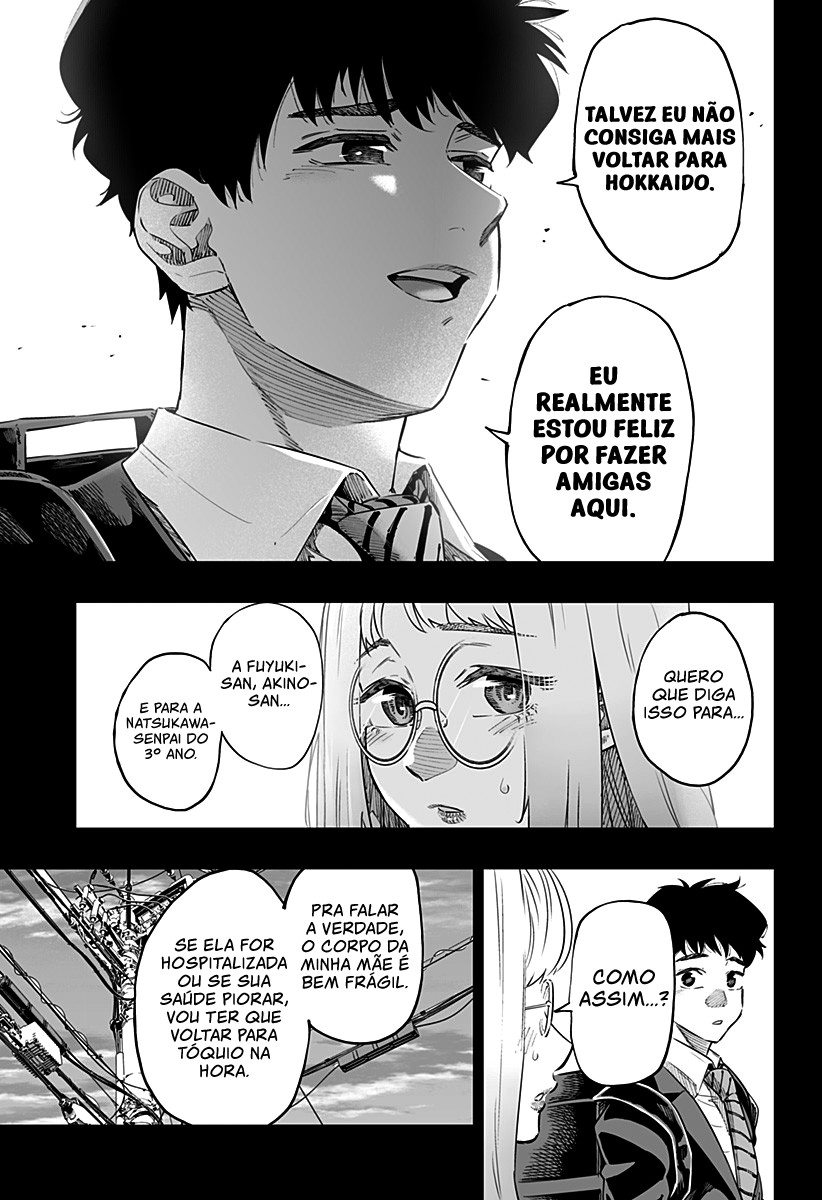 TALVEZ EU NÃO
CONSIGA MAIS
VOLTAR PARA
HOKKAIDO.
EU
REALMENTE
ESTOU FELIZ
POR FAZER
AMIGAS
AQUI.
QUERO
QUE DIGA
ISSO PARA...
A FUYUKI-
SAN, AKINO-
SAN...
E PARA A
NATSUKAWA-
SENPAI DO
3º ANO.
COMO
ASSIM...?
PRA FALAR
A VERDADE,
O CORPO DA
MINHA MÃE É
BEM FRÁGIL.
SE ELA FOR
HOSPITALIZADA
OU SE SUA
SAÚDE PIORAR,
VOU TER QUE
VOLTAR PARA
TÓQUIO NA
HORA.